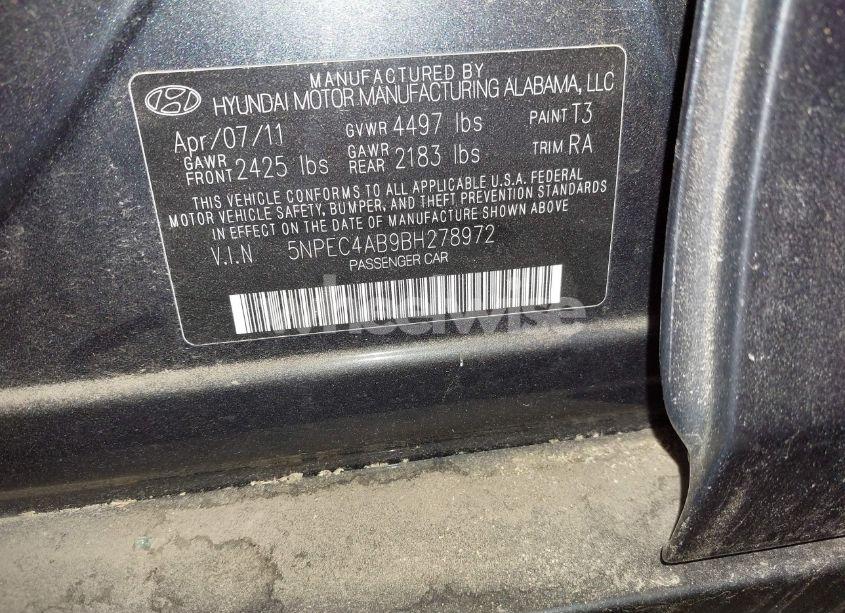 MANUFACTURED BY
HYUNDAI MOTOR MANUFACTURING ALABAMA, LLC
Apr/07/11 GVWR 4497 lbs PAINT T3
GAWR FRONT 2425 lbs GAWR REAR 2183 lbs TRIM RA
THIS VEHICLE CONFORMS TO ALL APPLICABLE U.S.A. FEDERAL
MOTOR VEHICLE SAFETY, BUMPER, AND THEFT PREVENTION STANDARDS
IN EFFECT ON THE DATE OF MANUFACTURE SHOWN ABOVE
V.I.N 5NPEC4AB9BH278972
PASSENGER CAR
wheelwise